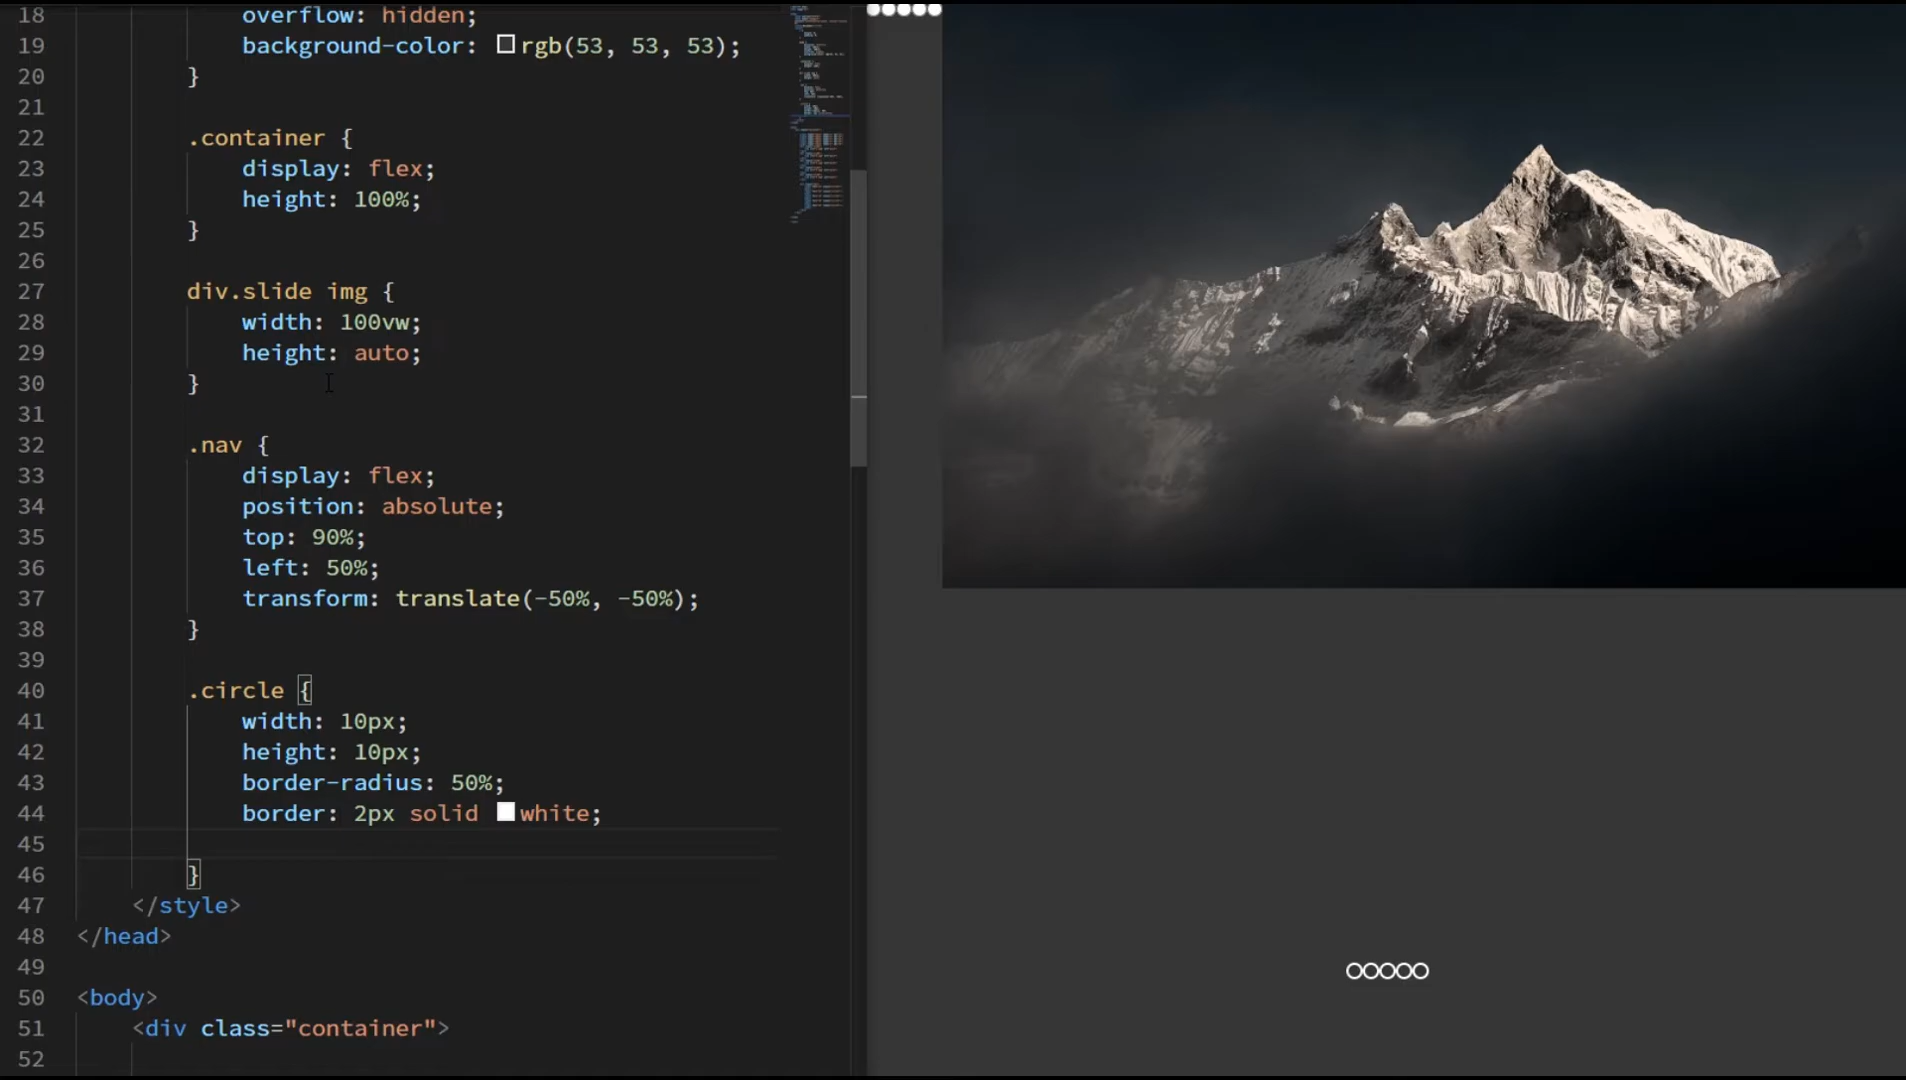 18 overflow: hidden;
19 background-color: rgb(53, 53, 53);
20 }
21
22 .container {
23 display: flex;
24 height: 100%;
25 }
26
27 div.slide img {
28 width: 100vw;
29 height: auto;
30 }
31
32 .nav {
33 display: flex;
34 position: absolute;
35 top: 90%;
36 left: 50%;
37 transform: translate(-50%, -50%);
38 }
39
40 .circle {
41 width: 10px;
42 height: 10px;
43 border-radius: 50%;
44 border: 2px solid white;
45
46 }
47 </style>
48 </head>
49
50 <body>
51 <div class="container">
52